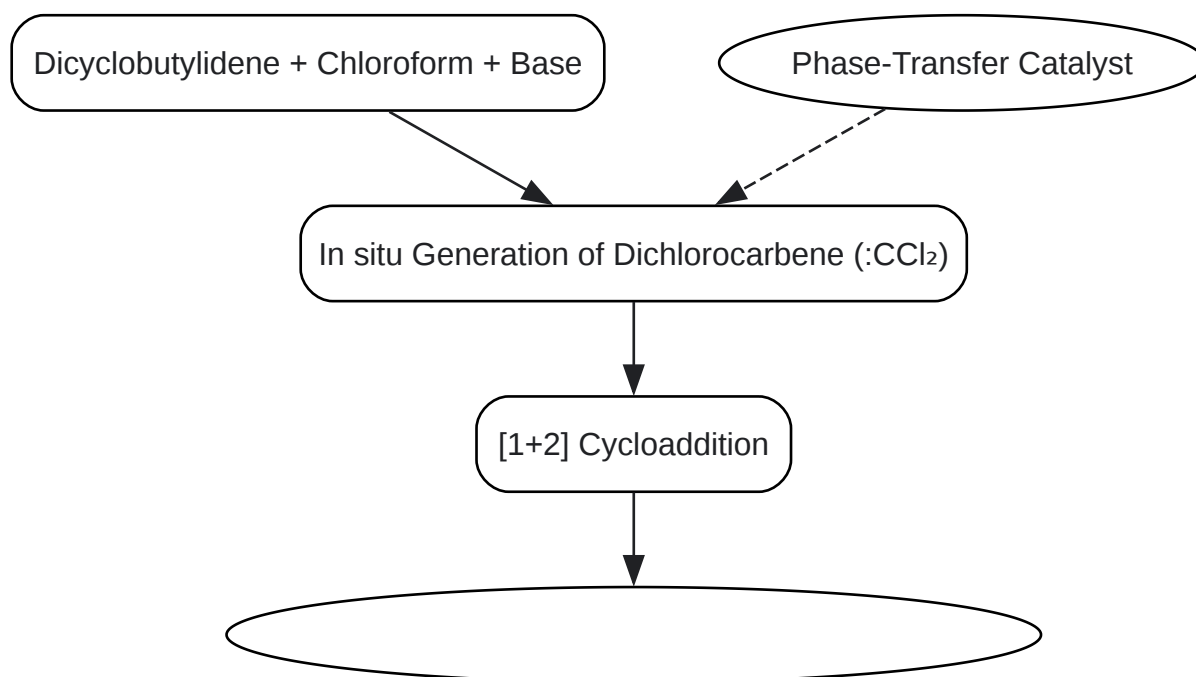 Dicyclobutylidene + Chloroform + Base
Phase-Transfer Catalyst
In situ Generation of Dichlorocarbene (:CCl₂)
[1+2] Cycloaddition